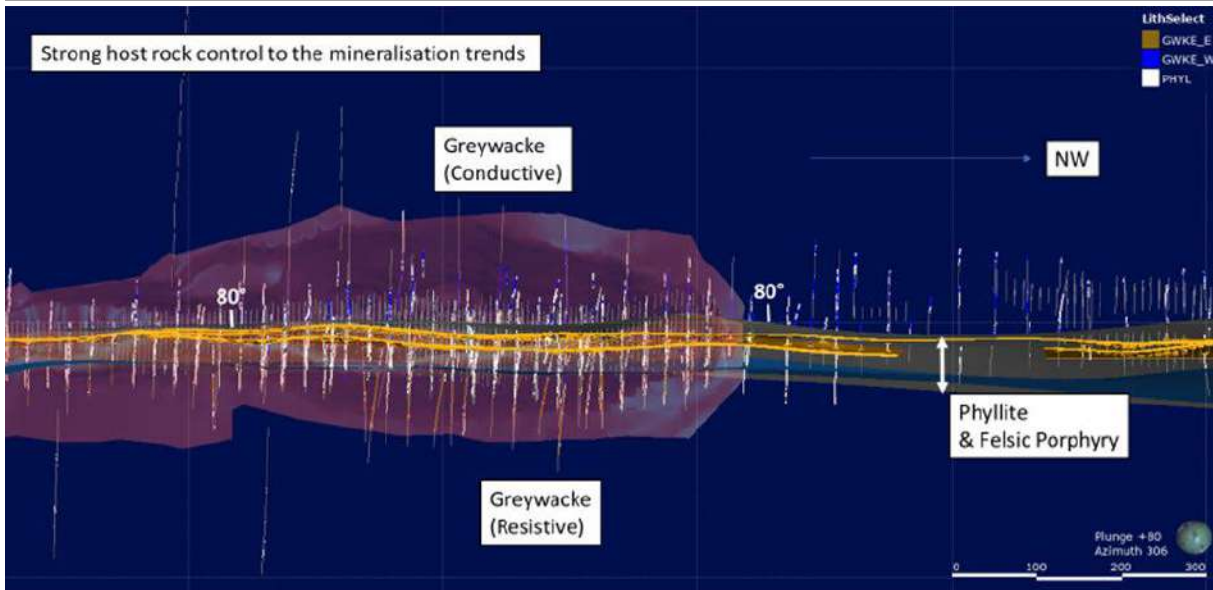 Strong host rock control to the mineralisation trends
LithSelect
GWKE_E
GWKE_W
PHYL
Greywacke
(Conductive)
NW
80°
80°
Phyllite
& Felsic Porphyry
Greywacke
(Resistive)
Plunge +80
Azimuth 306
0 100 200 300